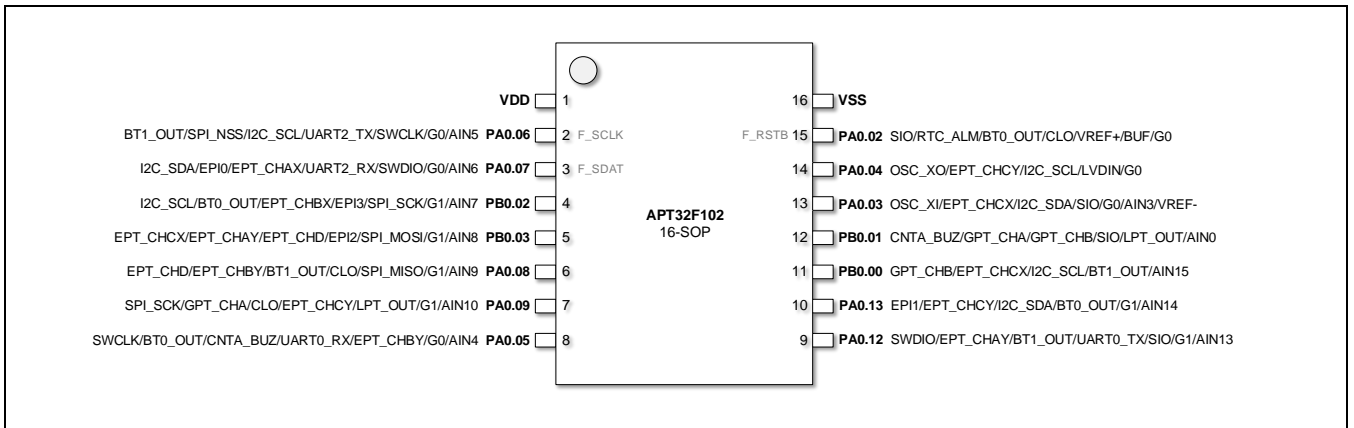 VDD 1 16 VSS
BT1_OUT/SPI_NSS/I2C_SCL/UART2_TX/SWCLK/G0/AIN5 PA0.06 2 F_SCLK F_RSTB 15 PA0.02 SIO/RTC_ALM/BT0_OUT/CLO/VREF+/BUF/G0
I2C_SDA/EPI0/EPT_CHAX/UART2_RX/SWDIO/G0/AIN6 PA0.07 3 F_SDAT 14 PA0.04 OSC_XO/EPT_CHCY/I2C_SCL/LVDIN/G0
I2C_SCL/BT0_OUT/EPT_CHBX/EPI3/SPI_SCK/G1/AIN7 PB0.02 4 13 PA0.03 OSC_XI/EPT_CHCX/I2C_SDA/SIO/G0/AIN3/VREF-
APT32F102
16-SOP
EPT_CHCX/EPT_CHAY/EPT_CHD/EPI2/SPI_MOSI/G1/AIN8 PB0.03 5 12 PB0.01 CNTA_BUZ/GPT_CHA/GPT_CHB/SIO/LPT_OUT/AIN0
EPT_CHD/EPT_CHBY/BT1_OUT/CLO/SPI_MISO/G1/AIN9 PA0.08 6 11 PB0.00 GPT_CHB/EPT_CHCX/I2C_SCL/BT1_OUT/AIN15
SPI_SCK/GPT_CHA/CLO/EPT_CHCY/LPT_OUT/G1/AIN10 PA0.09 7 10 PA0.13 EPI1/EPT_CHCY/I2C_SDA/BT0_OUT/G1/AIN14
SWCLK/BT0_OUT/CNTA_BUZ/UART0_RX/EPT_CHBY/G0/AIN4 PA0.05 8 9 PA0.12 SWDIO/EPT_CHAY/BT1_OUT/UART0_TX/SIO/G1/AIN13